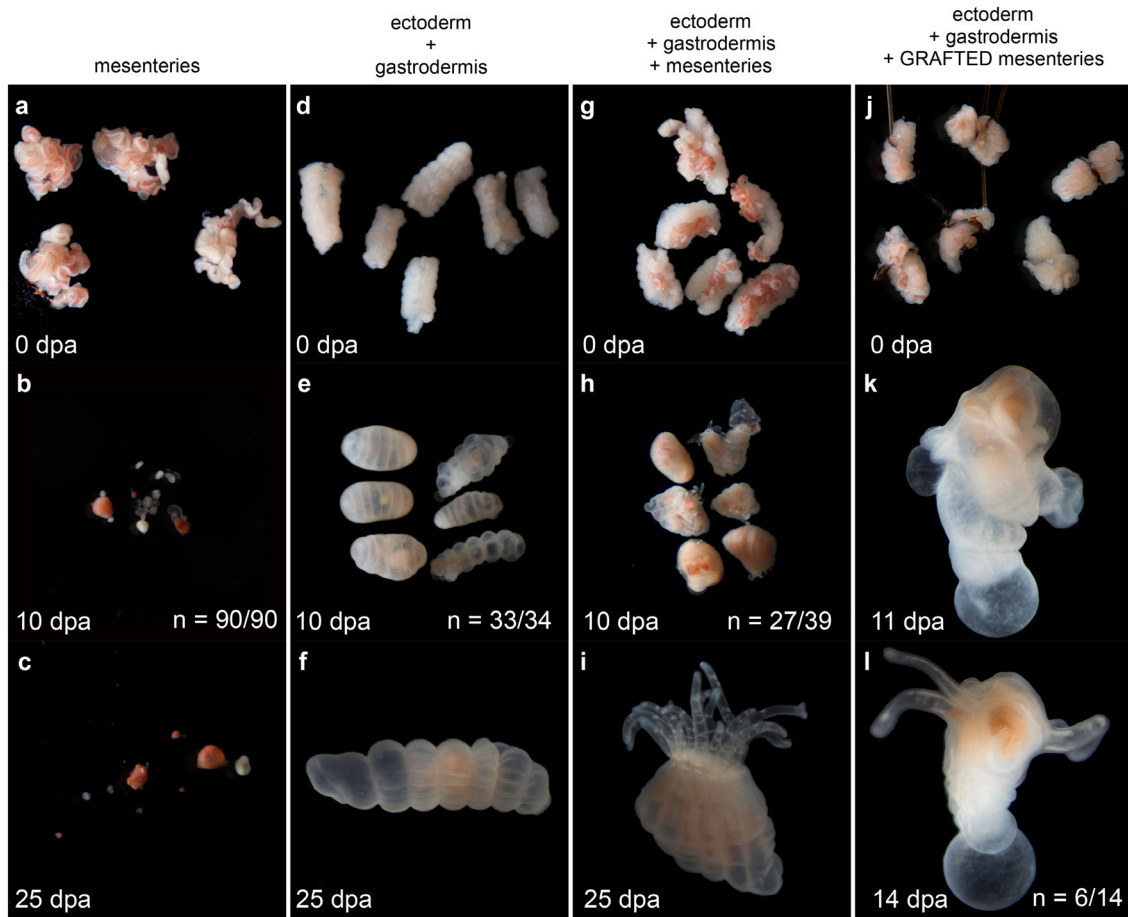 mesenteries
ectoderm
+
gastrodermis
ectoderm
+ gastrodermis
+ mesenteries
ectoderm
+ gastrodermis
+ GRAFTED mesenteries
a
0 dpa
d
0 dpa
g
0 dpa
j
0 dpa
b
10 dpa n = 90/90
e
10 dpa n = 33/34
h
10 dpa n = 27/39
k
11 dpa
c
25 dpa
f
25 dpa
i
25 dpa
l
14 dpa n = 6/14